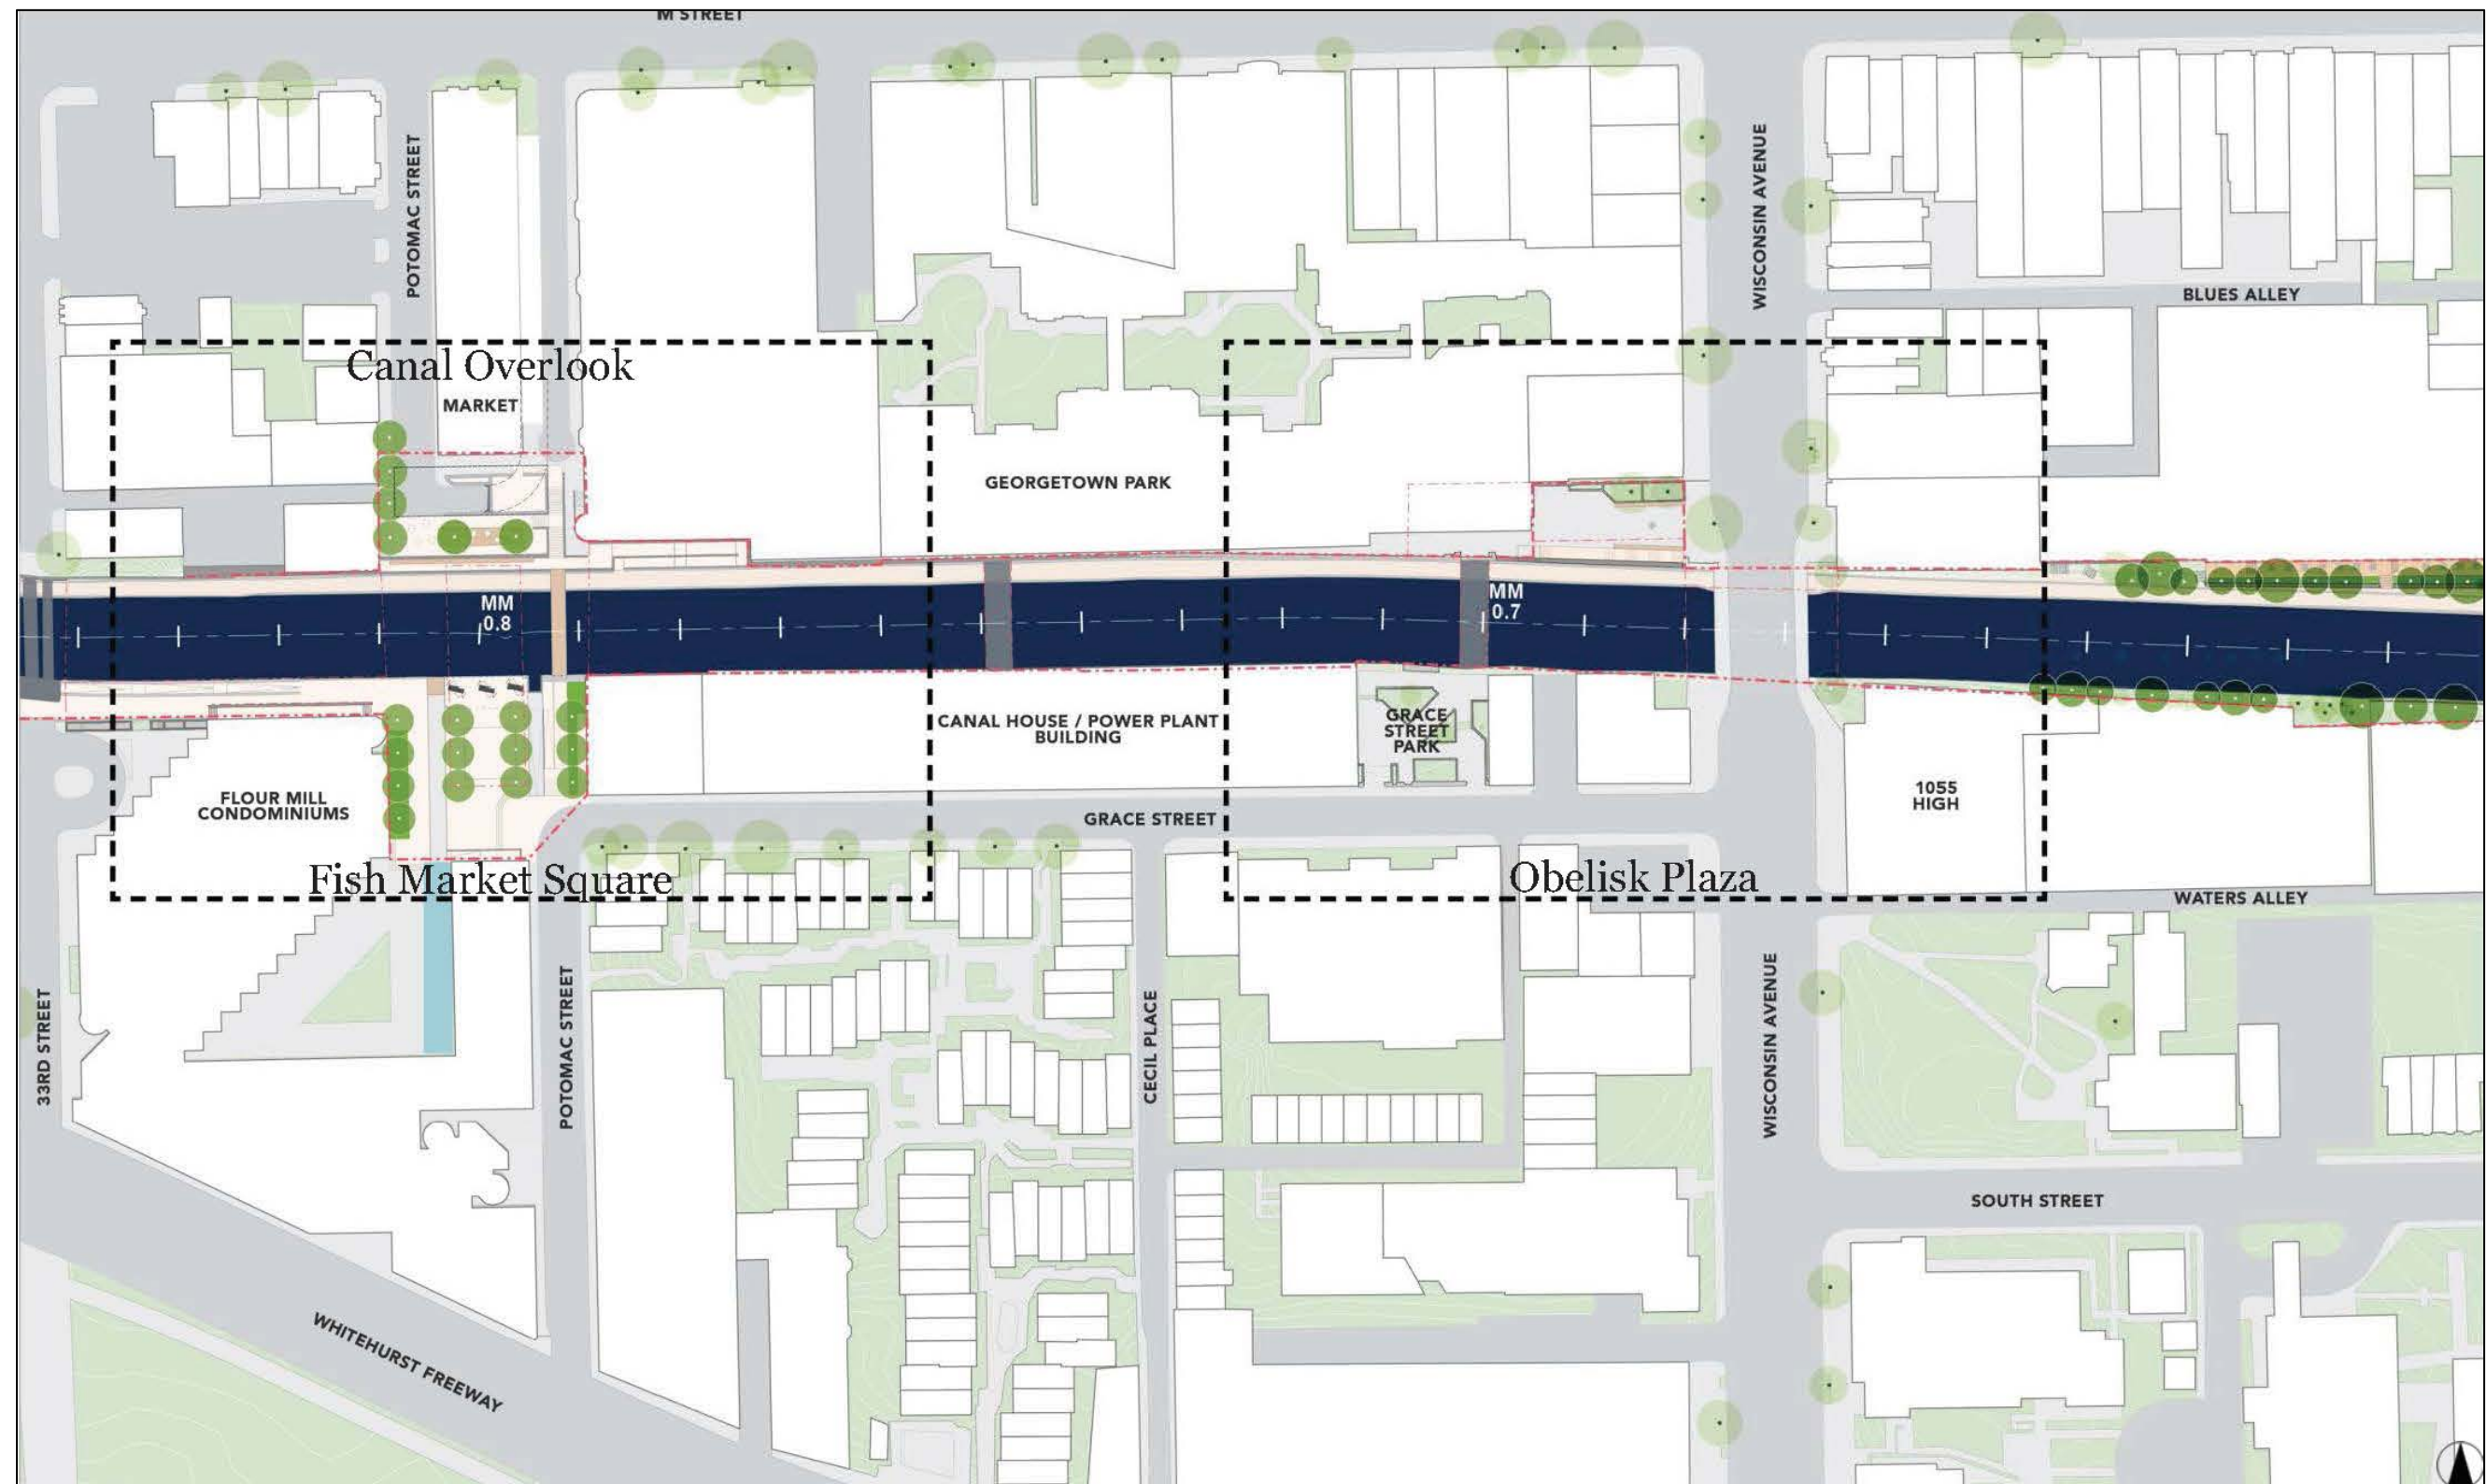 M STREET
POTOMAC STREET
WISCONSIN AVENUE
BLUES ALLEY
Canal Overlook
MARKET
GEORGETOWN PARK
MM
0.8
MM
0.7
CANAL HOUSE / POWER PLANT
BUILDING
GRACE
STREET
PARK
FLOUR MILL
CONDOMINIUMS
1055
HIGH
GRACE STREET
Fish Market Square
Obelisk Plaza
WATERS ALLEY
33RD STREET
POTOMAC STREET
CECIL PLACE
WISCONSIN AVENUE
SOUTH STREET
WHITEHURST FREEWAY